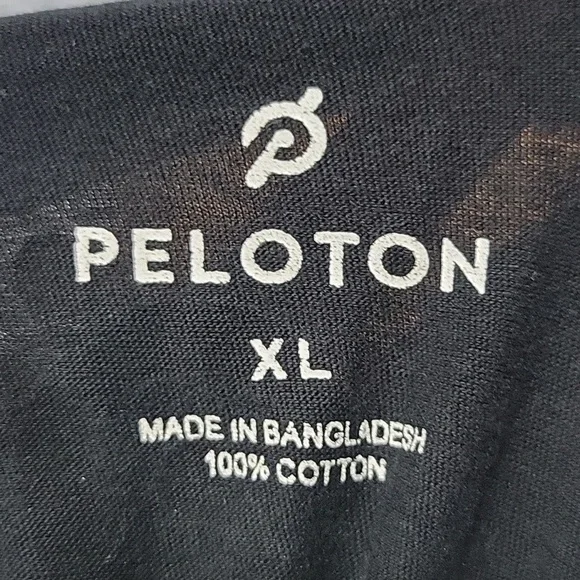 PELOTON
XL
MADE IN BANGLADESH
100% COTTON